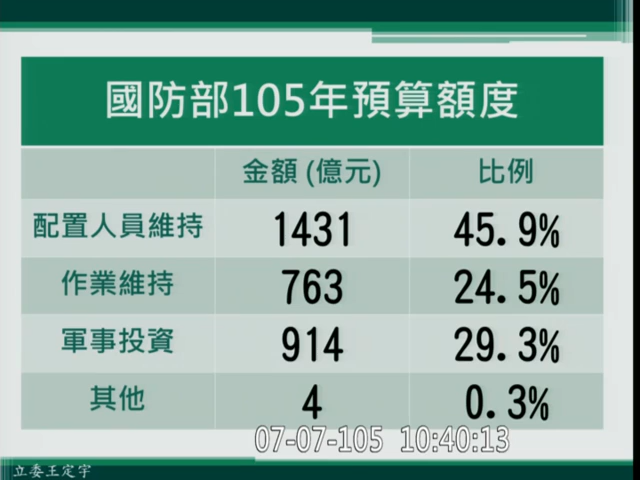 國防部105年預算額度
金額 (億元) 比例
配置人員維持 1431 45.9%
作業維持 763 24.5%
軍事投資 914 29.3%
其他 4 0.3%
07-07-105 10:40:13
立委王定宇